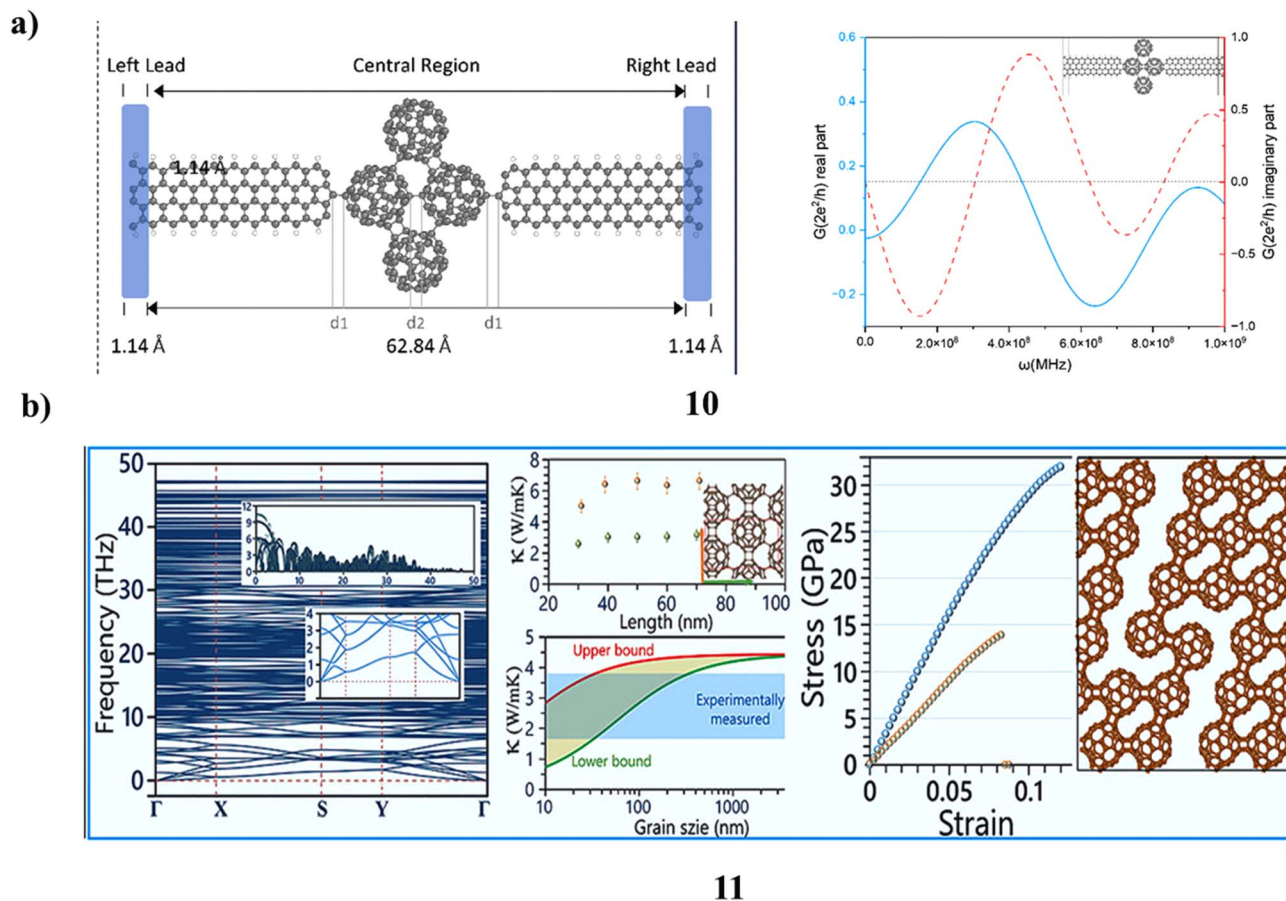 a)
Left Lead
Central Region
Right Lead
1.14 Å
d1
d2
d1
1.14 Å
62.84 Å
1.14 Å
G(2e²/h) real part
0.6
0.4
0.2
0.0
−0.2
G(2e²/h) imaginary part
1.0
0.5
0.0
−0.5
−1.0
0.0
2.0×10⁸
4.0×10⁸
6.0×10⁸
8.0×10⁸
1.0×10⁹
ω(MHz)
10
b)
Frequency (THz)
50
40
30
20
10
0
Γ
X
S
Y
Γ
12
9
6
3
0
0
10
20
30
40
50
4
3
2
1
0
κ (W/mK)
8
6
4
2
0
20
40
60
80
100
Length (nm)
κ (W/mK)
5
4
3
2
1
0
Upper bound
Experimentally
measured
Lower bound
10
100
1000
Grain szie (nm)
Stress (GPa)
30
25
20
15
10
5
0
0
0.05
0.1
Strain
11